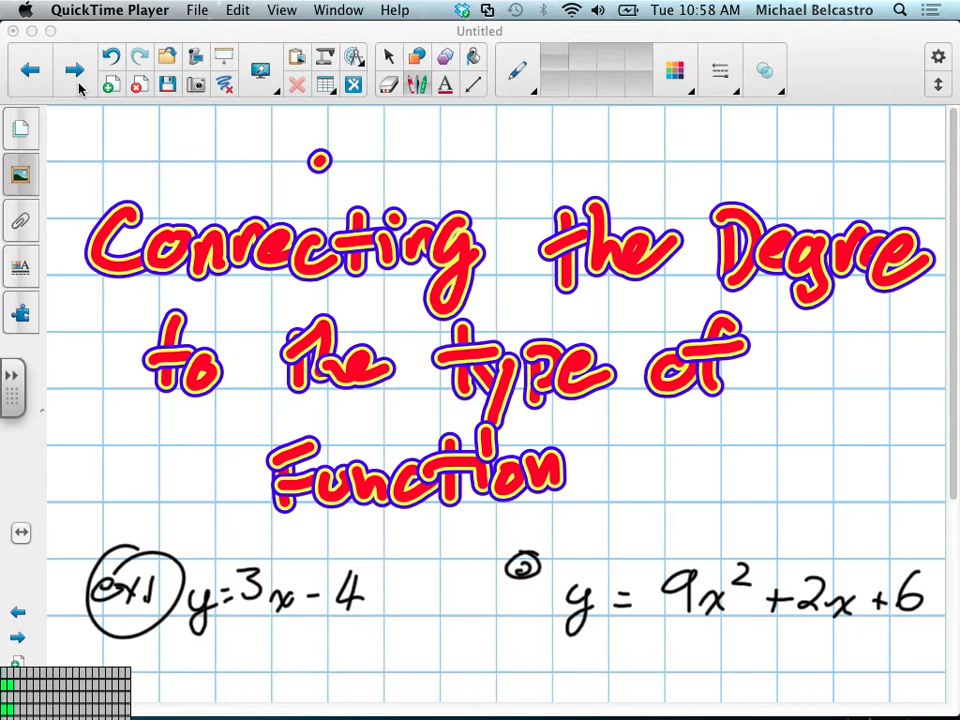 QuickTime Player File Edit View Window Help Tue 10:58 AM Michael Belcastro
Untitled
Connecting the Degree
to the type of
Function
ex1 y=3x-4
② y = 9x² +2x+6